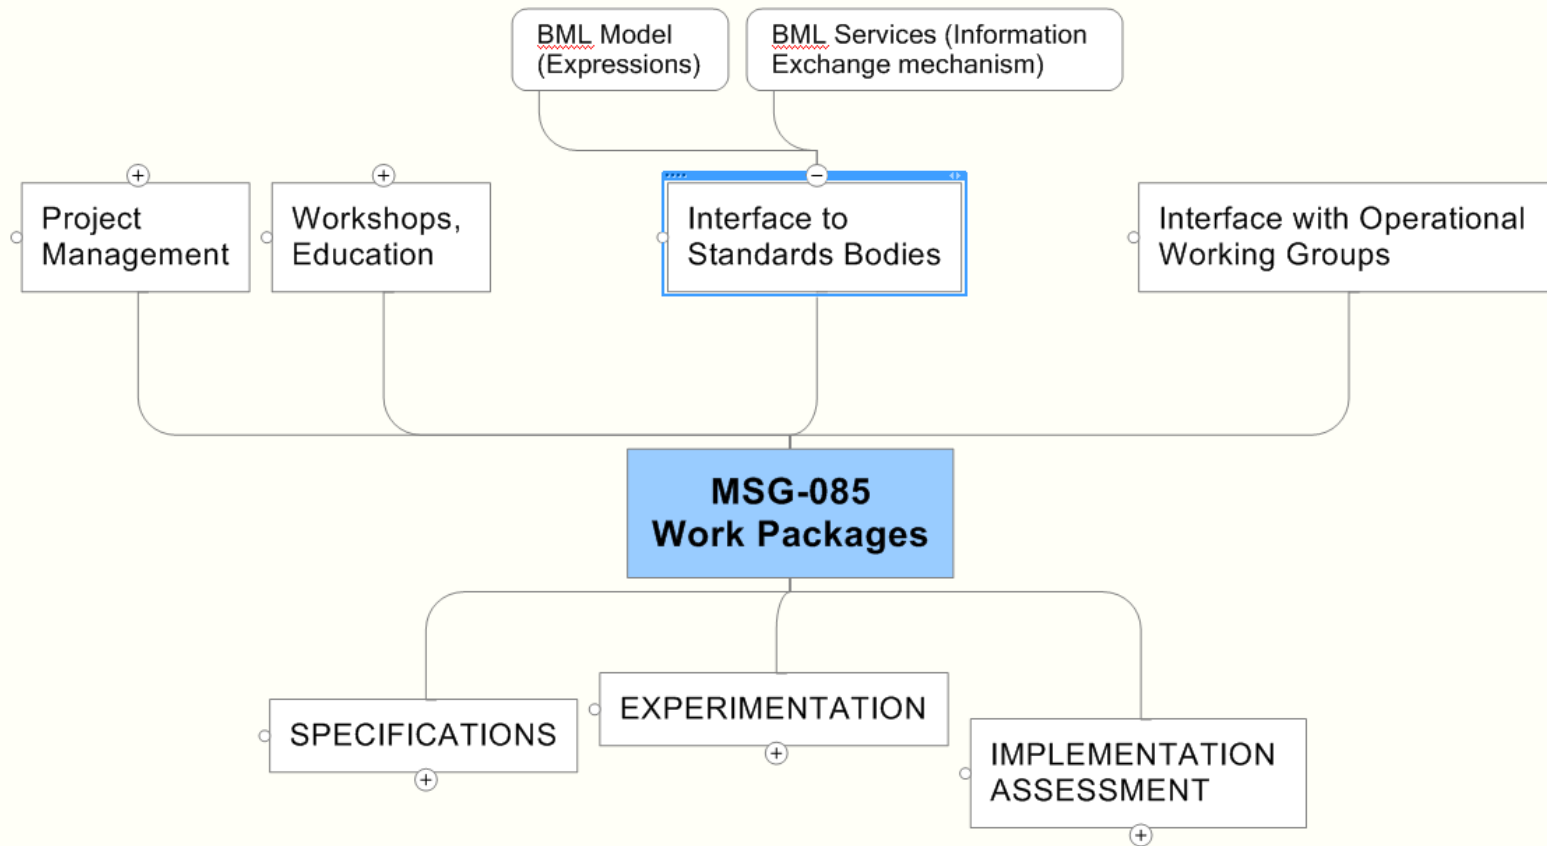 BML Model
(Expressions)
BML Services (Information
Exchange mechanism)
Project
Management
Workshops,
Education
Interface to
Standards Bodies
Interface with Operational
Working Groups
MSG-085
Work Packages
SPECIFICATIONS
EXPERIMENTATION
IMPLEMENTATION
ASSESSMENT